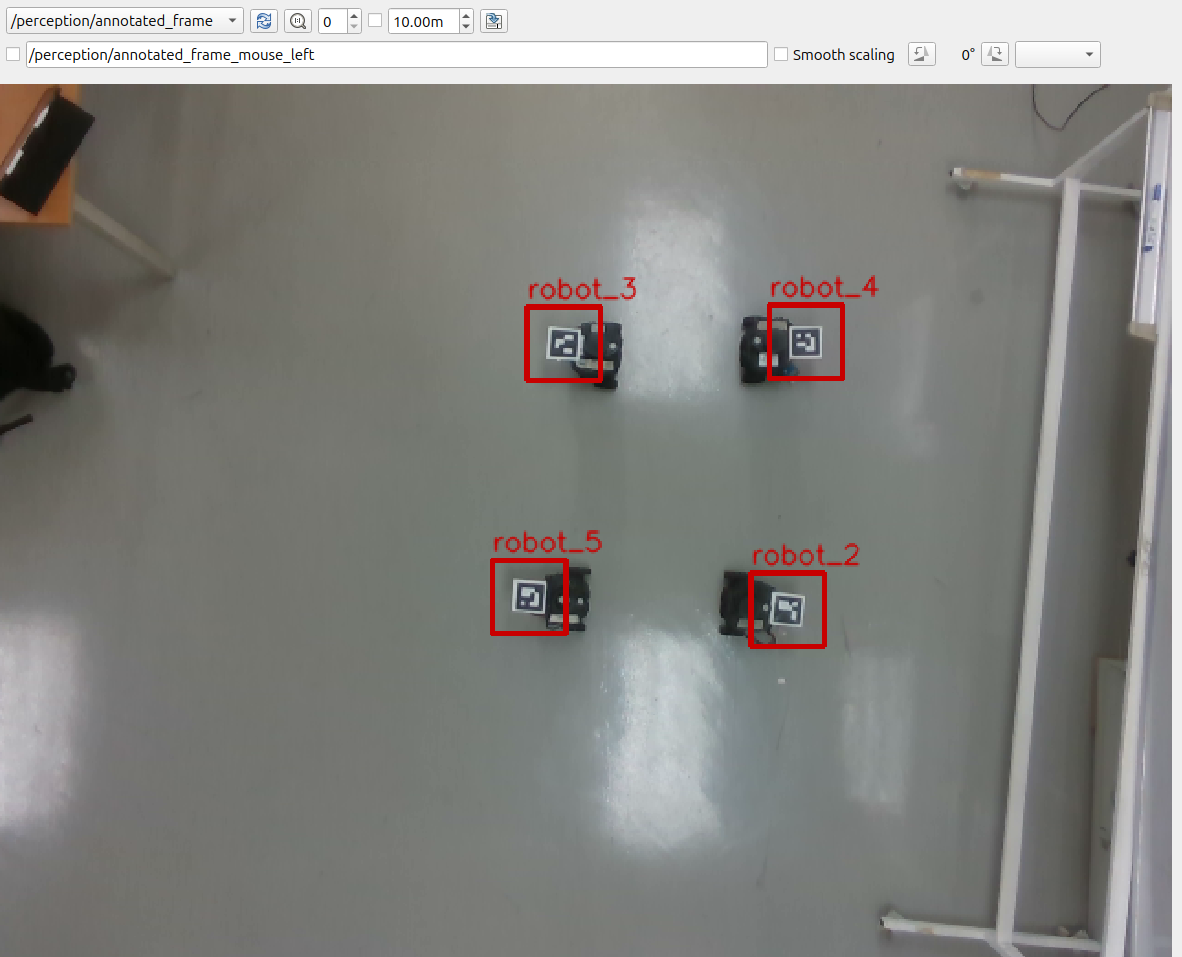 /perception/annotated_frame
0
10.00m
/perception/annotated_frame_mouse_left
Smooth scaling
0°
robot_3
robot_4
robot_5
robot_2